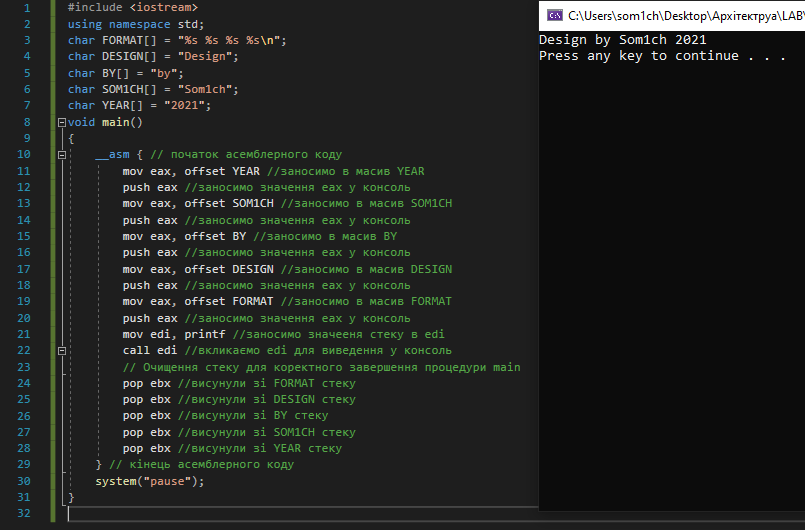 1 #include <iostream>
2 using namespace std;
3 char FORMAT[] = "%s %s %s %s\n";
4 char DESIGN[] = "Design";
5 char BY[] = "by";
6 char SOM1CH[] = "Som1ch";
7 char YEAR[] = "2021";
8 void main()
9 {
10 __asm { // початок асемблерного коду
11 mov eax, offset YEAR //заносимо в масив YEAR
12 push eax //заносимо значення eax у консоль
13 mov eax, offset SOM1CH //заносимо в масив SOM1CH
14 push eax //заносимо значення eax у консоль
15 mov eax, offset BY //заносимо в масив BY
16 push eax //заносимо значення eax у консоль
17 mov eax, offset DESIGN //заносимо в масив DESIGN
18 push eax //заносимо значення eax у консоль
19 mov eax, offset FORMAT //заносимо в масив FORMAT
20 push eax //заносимо значення eax у консоль
21 mov edi, printf //заносимо значееня стеку в edi
22 call edi //вкликаємо edi для виведення у консоль
23 // Очищення стеку для коректного завершення процедури main
24 pop ebx //висунули зі FORMAT стеку
25 pop ebx //висунули зі DESIGN стеку
26 pop ebx //висунули зі BY стеку
27 pop ebx //висунули зі SOM1CH стеку
28 pop ebx //висунули зі YEAR стеку
29 } // кінець асемблерного коду
30 system("pause");
31 }
32
C:\Users\som1ch\Desktop\Архітектруа\LAB\
Design by Som1ch 2021
Press any key to continue . . .